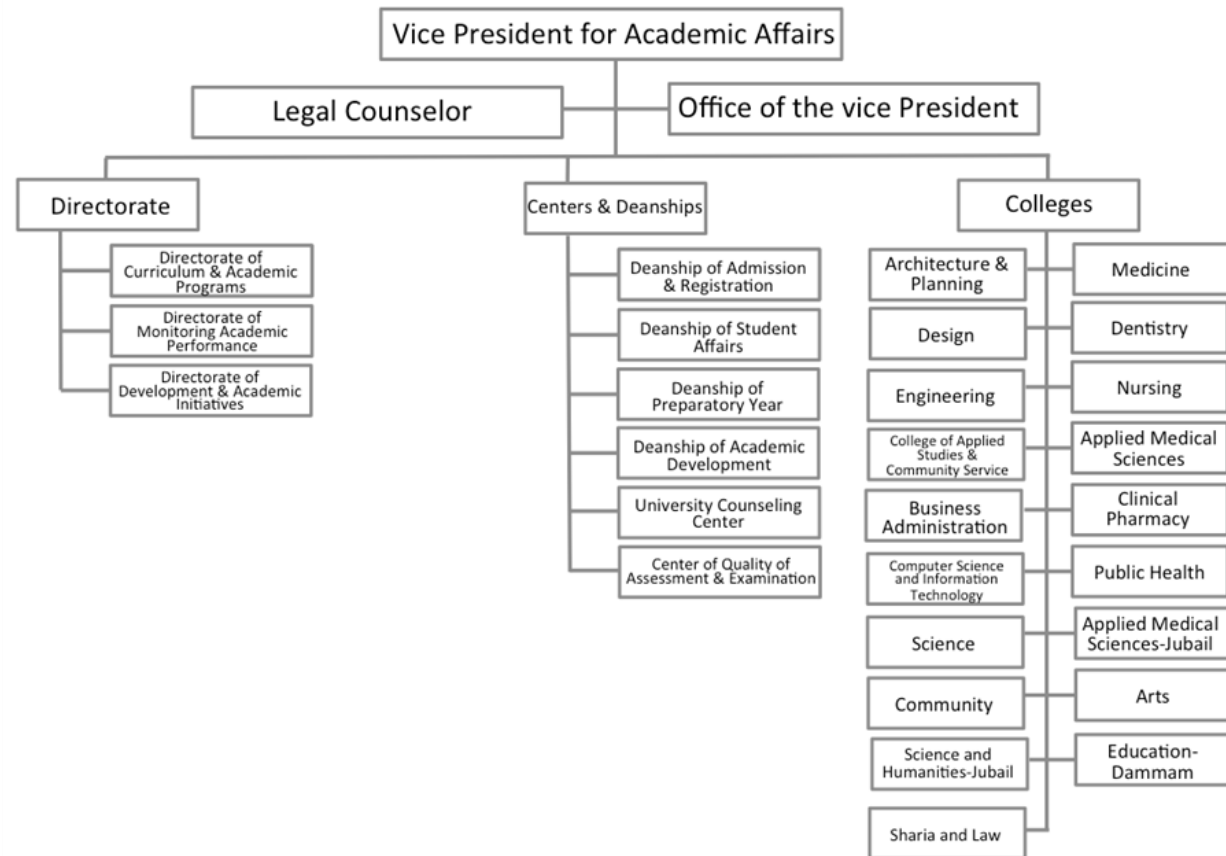 Vice President for Academic Affairs
Legal Counselor
Office of the vice President
Directorate
Directorate of
Curriculum & Academic
Programs
Directorate of
Monitoring Academic
Performance
Directorate of
Development & Academic
Initiatives
Centers & Deanships
Deanship of Admission
& Registration
Deanship of Student
Affairs
Deanship of
Preparatory Year
Deanship of Academic
Development
University Counseling
Center
Center of Quality of
Assessment & Examination
Colleges
Architecture &
Planning
Medicine
Design
Dentistry
Engineering
Nursing
College of Applied
Studies &
Community Service
Applied Medical
Sciences
Business
Administration
Clinical
Pharmacy
Computer Science
and Information
Technology
Public Health
Science
Applied Medical
Sciences-Jubail
Community
Arts
Science and
Humanities-Jubail
Education-
Dammam
Sharia and Law